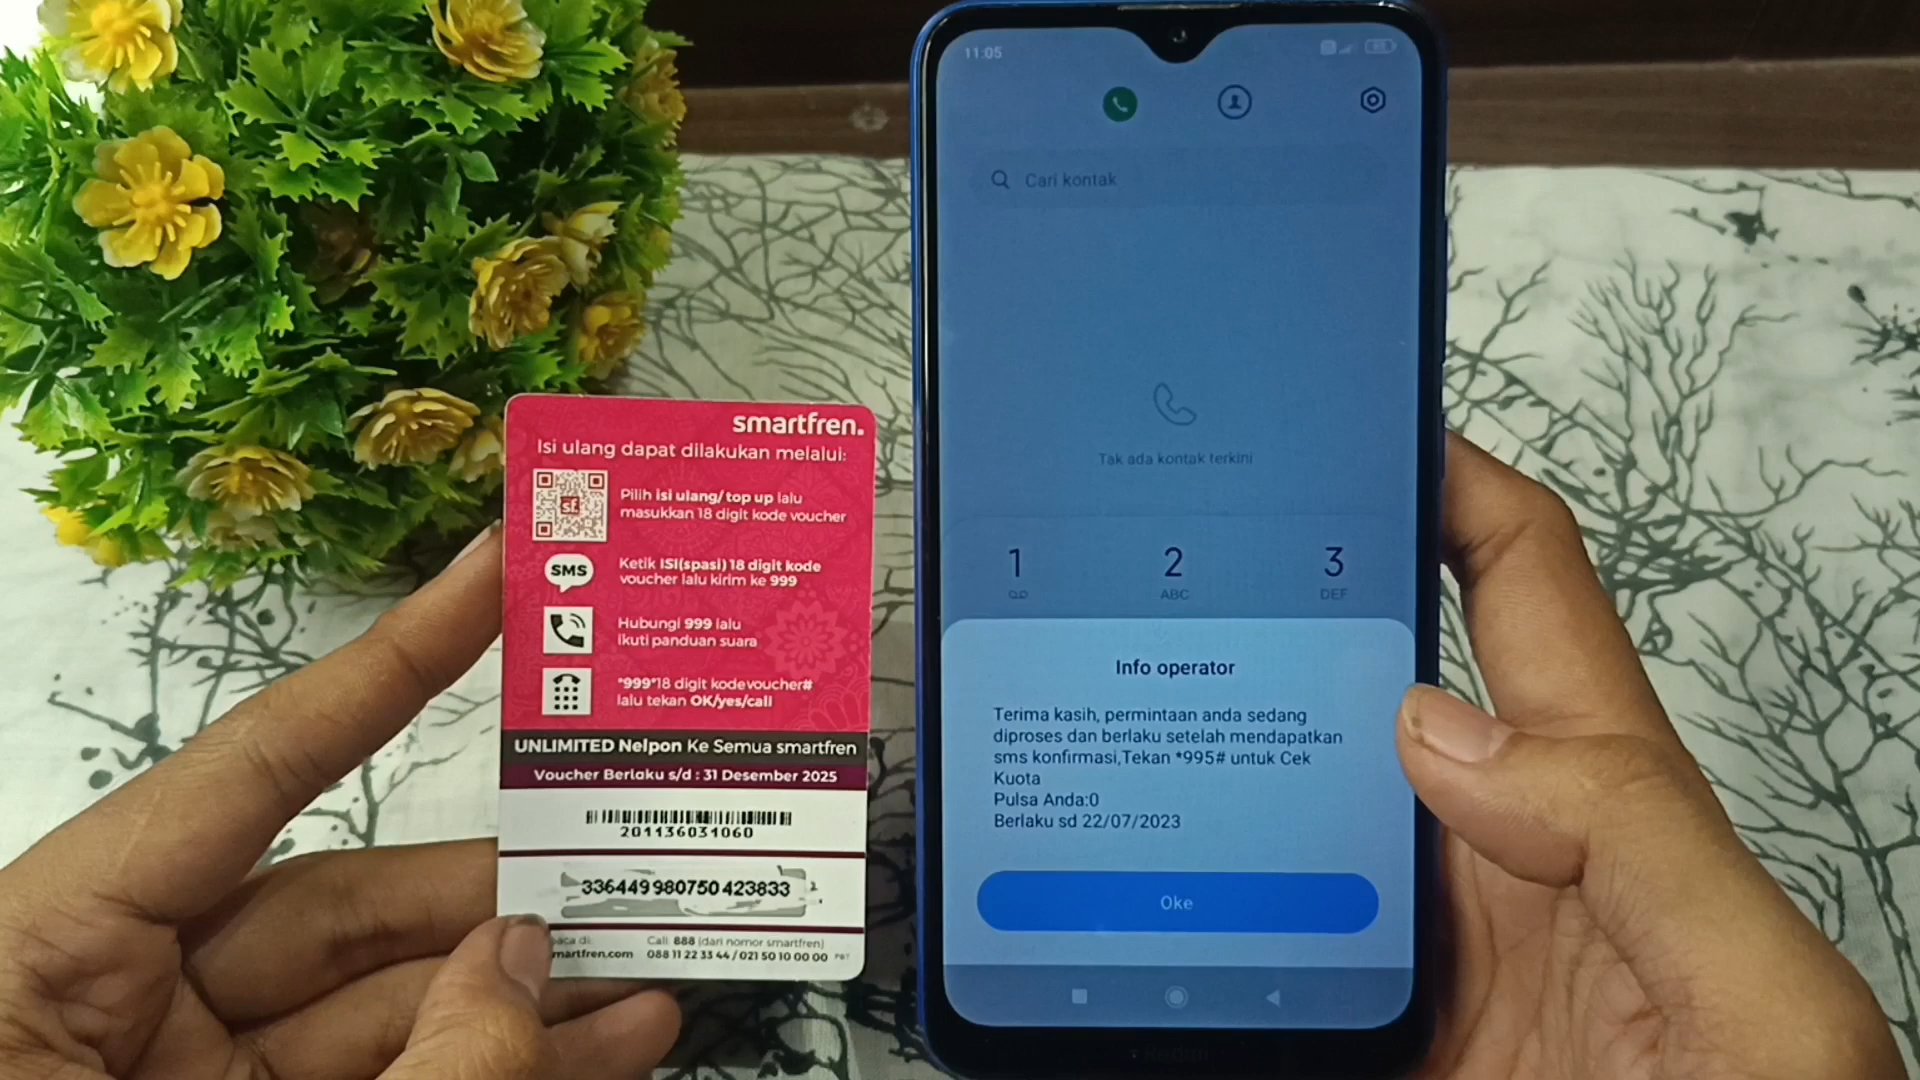 smartfren.
Isi ulang dapat dilakukan melalui:
sf.
Pilih isi ulang/top up lalu
masukkan 18 digit kode voucher
SMS
Ketik ISI(spasi) 18 digit kode
voucher lalu kirim ke 999
Hubungi 999 lalu
ikuti panduan suara
*999*18 digit kodevoucher#
lalu tekan OK/yes/call
UNLIMITED Nelpon Ke Semua smartfren
Voucher Berlaku s/d : 31 Desember 2025
201136031060
336449 980750 423833
Call 888 (dari nomor smartfren)
martfren.com 088 11 22 33 44 / 021 50 10 00 00
11:05
Cari kontak
Tak ada kontak terkini
1 2 3
ABC DEF
Info operator
Terima kasih, permintaan anda sedang
diproses dan berlaku setelah mendapatkan
sms konfirmasi,Tekan *995# untuk Cek
Kuota
Pulsa Anda:0
Berlaku sd 22/07/2023
Oke